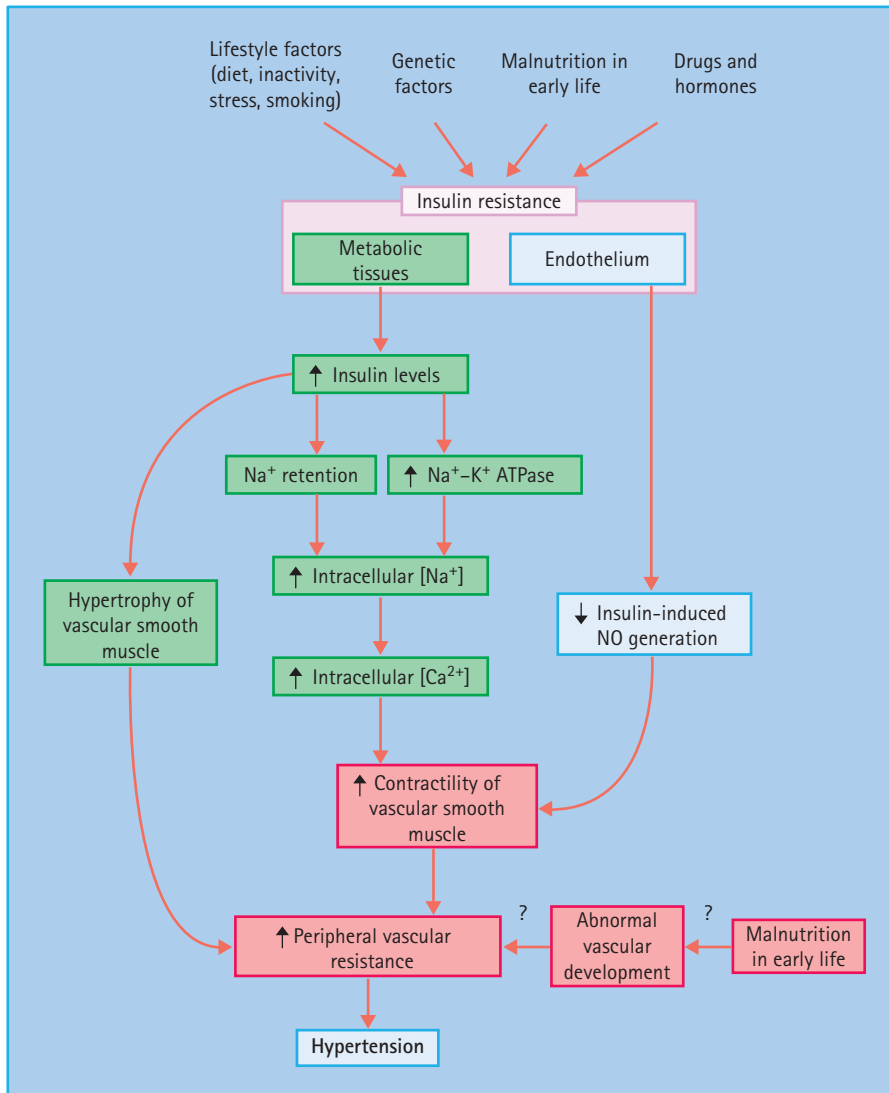 Lifestyle factors
(diet, inactivity,
stress, smoking)
Genetic
factors
Malnutrition in
early life
Drugs and
hormones
Insulin resistance
Metabolic
tissues
Endothelium
↑ Insulin levels
Na⁺ retention
↑ Na⁺–K⁺ ATPase
↑ Intracellular [Na⁺]
Hypertrophy of
vascular smooth
muscle
↓ Insulin-induced
NO generation
↑ Intracellular [Ca²⁺]
↑ Contractility of
vascular smooth
muscle
↑ Peripheral vascular
resistance
?
Abnormal
vascular
development
?
Malnutrition
in early life
Hypertension